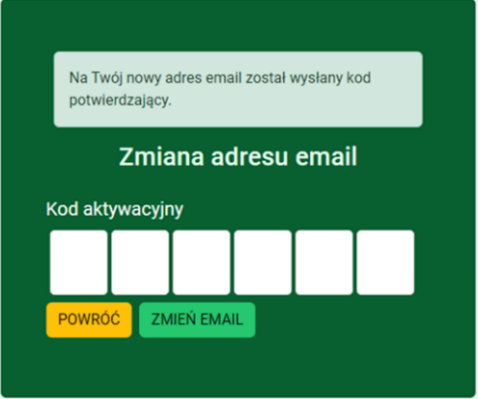 Na Twój nowy adres email został wysłany kod
potwierdzający.
Zmiana adresu email
Kod aktywacyjny
POWRÓĆ ZMIEŃ EMAIL